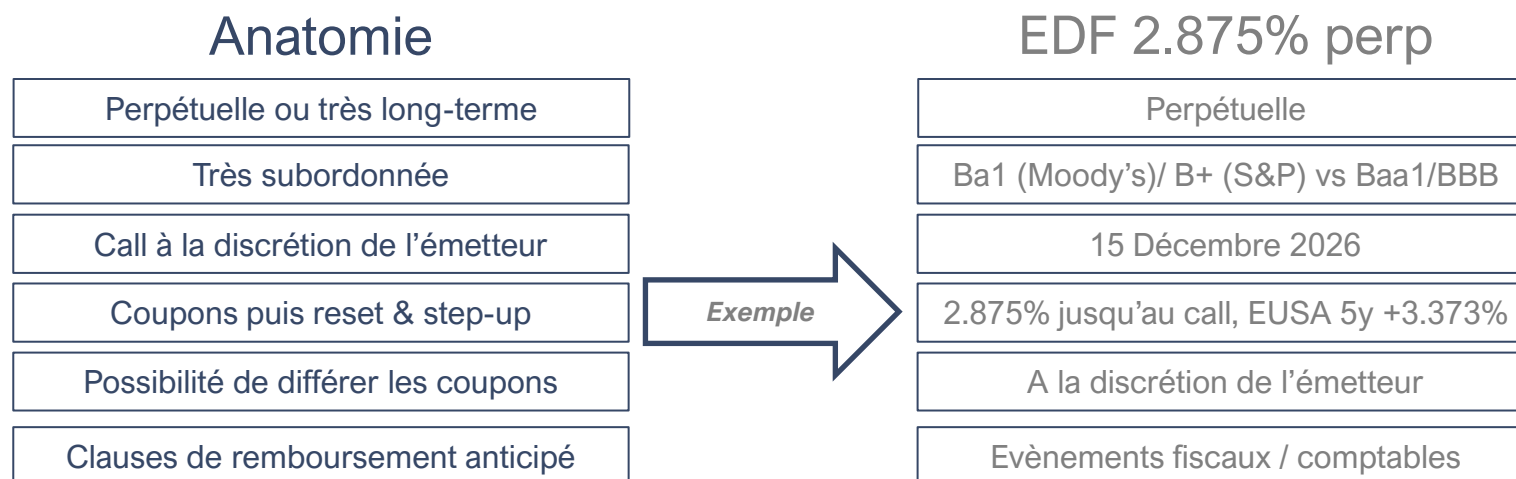 Anatomie
EDF 2.875% perp
Perpétuelle ou très long-terme
Perpétuelle
Très subordonnée
Ba1 (Moody’s)/ B+ (S&P) vs Baa1/BBB
Call à la discrétion de l’émetteur
15 Décembre 2026
Coupons puis reset & step-up
Exemple
2.875% jusqu’au call, EUSA 5y +3.373%
Possibilité de différer les coupons
A la discrétion de l’émetteur
Clauses de remboursement anticipé
Evènements fiscaux / comptables